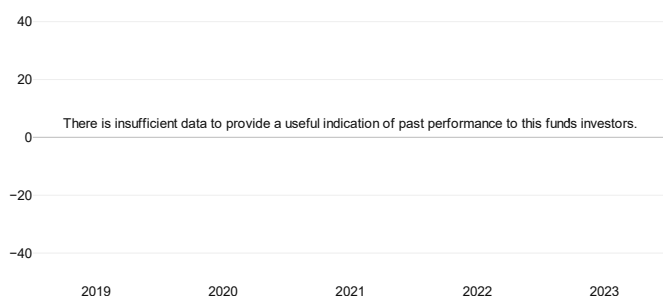 40
20
There is insufficient data to provide a useful indication of past performance to this funds investors.
0
−20
−40
2019 2020 2021 2022 2023